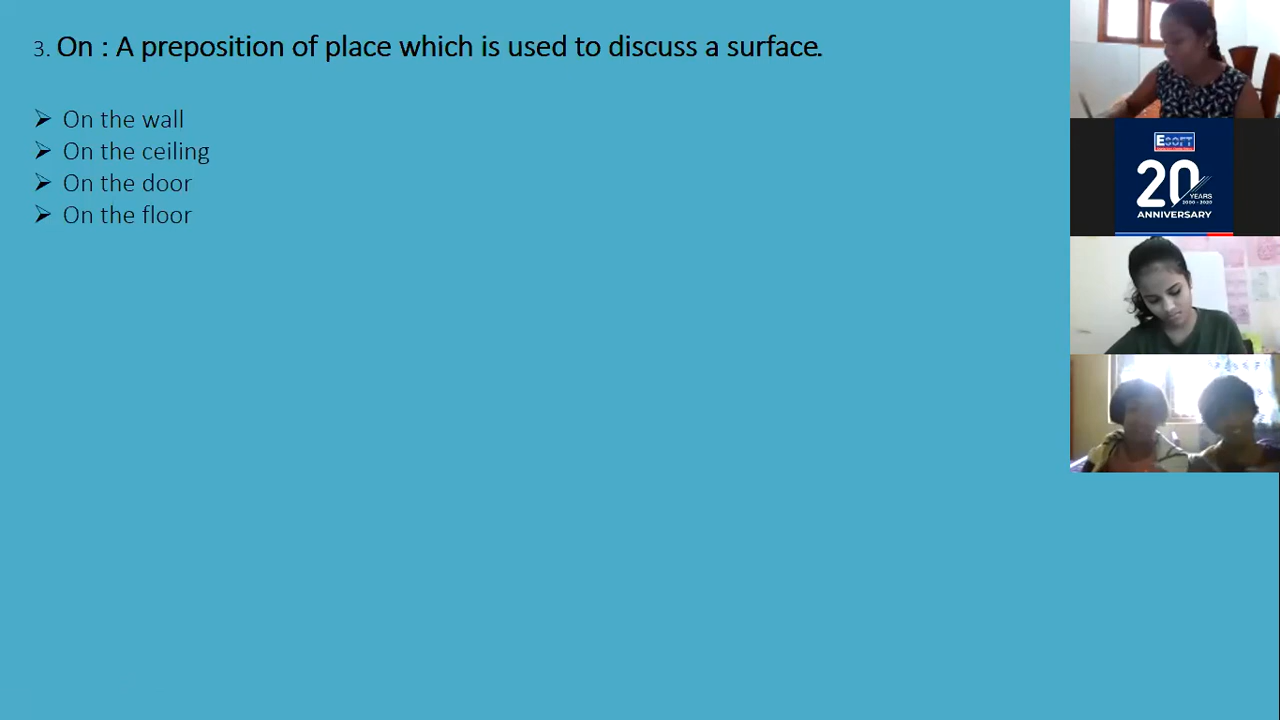 3. On : A preposition of place which is used to discuss a surface.
➢ On the wall
➢ On the ceiling
➢ On the door
➢ On the floor
ESOFT
20
YEARS
2000 - 2020
ANNIVERSARY